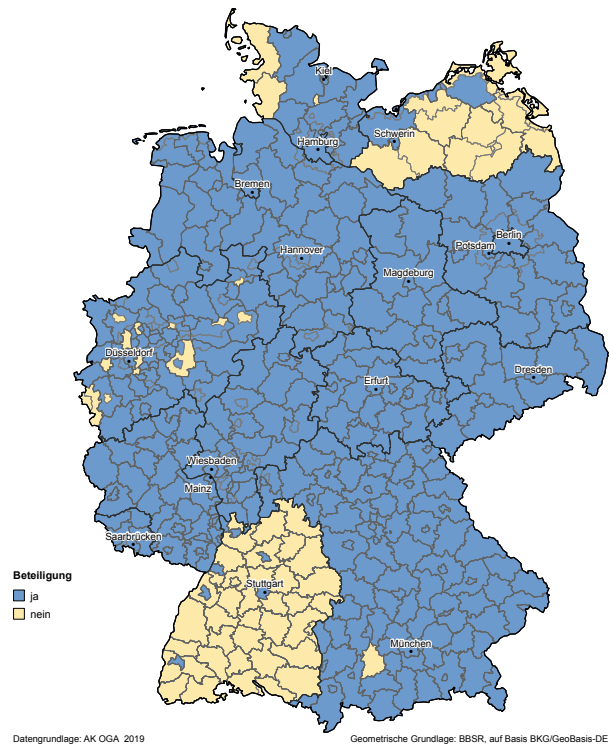 Kiel
Schwerin
Hamburg
Bremen
Berlin
Potsdam
Hannover
Magdeburg
Düsseldorf
Dresden
Erfurt
Wiesbaden
Mainz
Saarbrücken
Stuttgart
München
Beteiligung
ja
nein
Datengrundlage: AK OGA 2019
Geometrische Grundlage: BBSR, auf Basis BKG/GeoBasis-DE